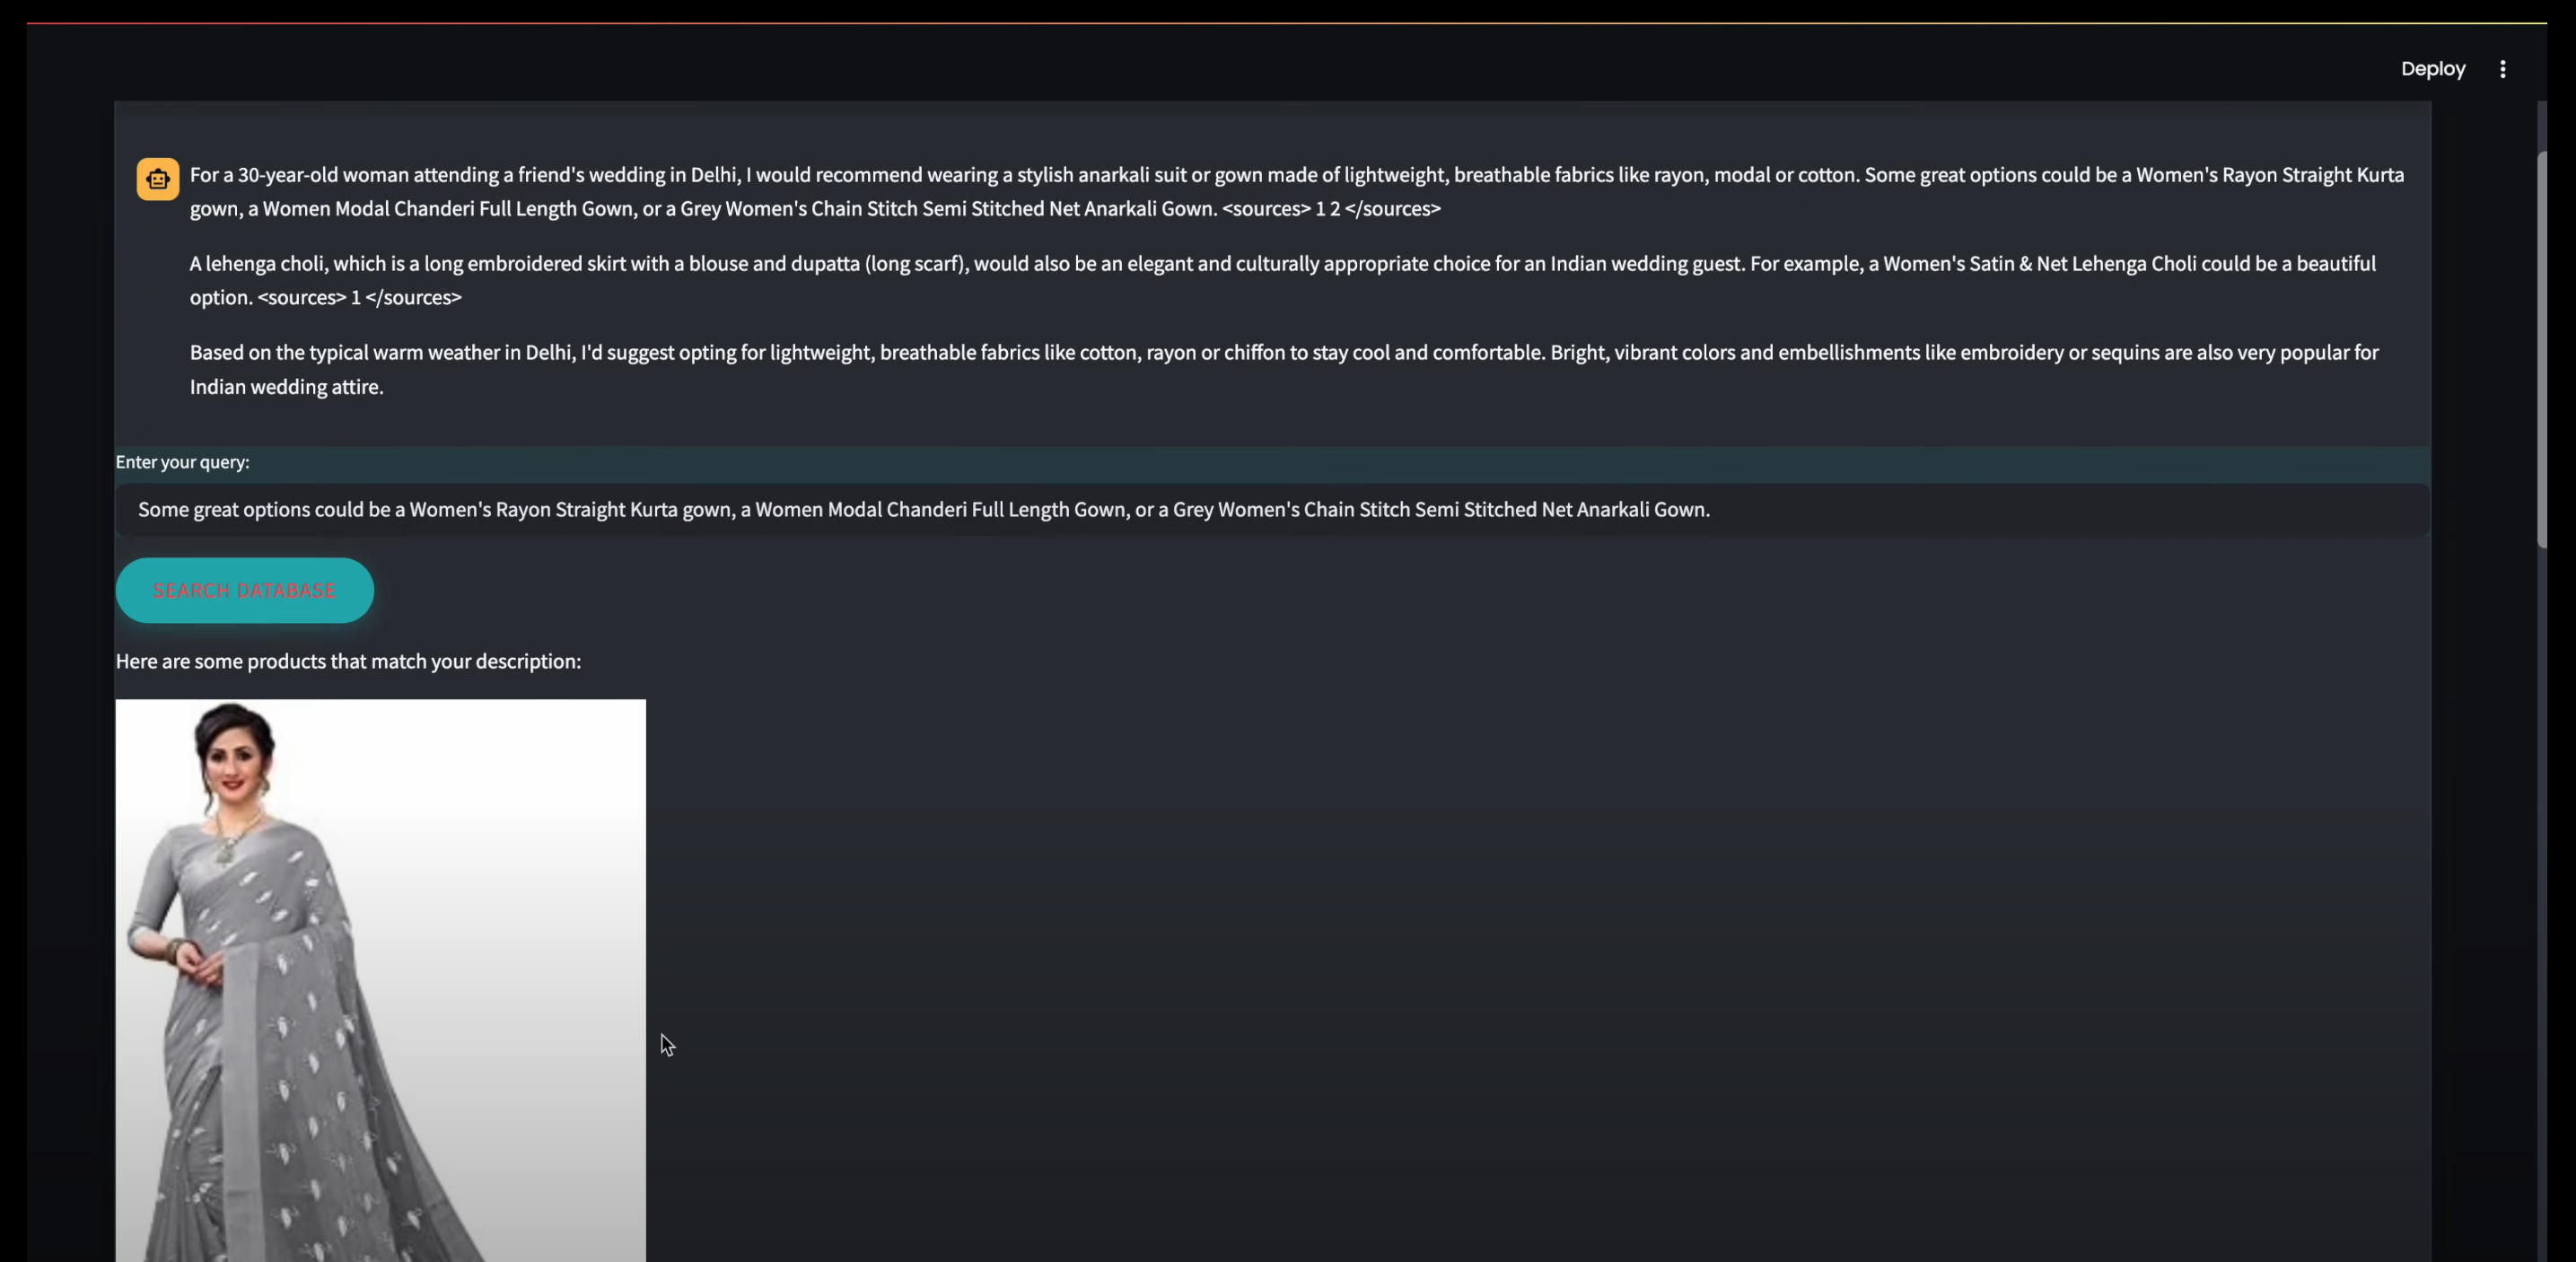 Deploy
For a 30-year-old woman attending a friend's wedding in Delhi, I would recommend wearing a stylish anarkali suit or gown made of lightweight, breathable fabrics like rayon, modal or cotton. Some great options could be a Women's Rayon Straight Kurta
gown, a Women Modal Chanderi Full Length Gown, or a Grey Women's Chain Stitch Semi Stitched Net Anarkali Gown. <sources> 1 2 </sources>
A lehenga choli, which is a long embroidered skirt with a blouse and dupatta (long scarf), would also be an elegant and culturally appropriate choice for an Indian wedding guest. For example, a Women's Satin & Net Lehenga Choli could be a beautiful
option. <sources> 1 </sources>
Based on the typical warm weather in Delhi, I'd suggest opting for lightweight, breathable fabrics like cotton, rayon or chiffon to stay cool and comfortable. Bright, vibrant colors and embellishments like embroidery or sequins are also very popular for
Indian wedding attire.
Enter your query:
Some great options could be a Women's Rayon Straight Kurta gown, a Women Modal Chanderi Full Length Gown, or a Grey Women's Chain Stitch Semi Stitched Net Anarkali Gown.
SEARCH DATABASE
Here are some products that match your description: